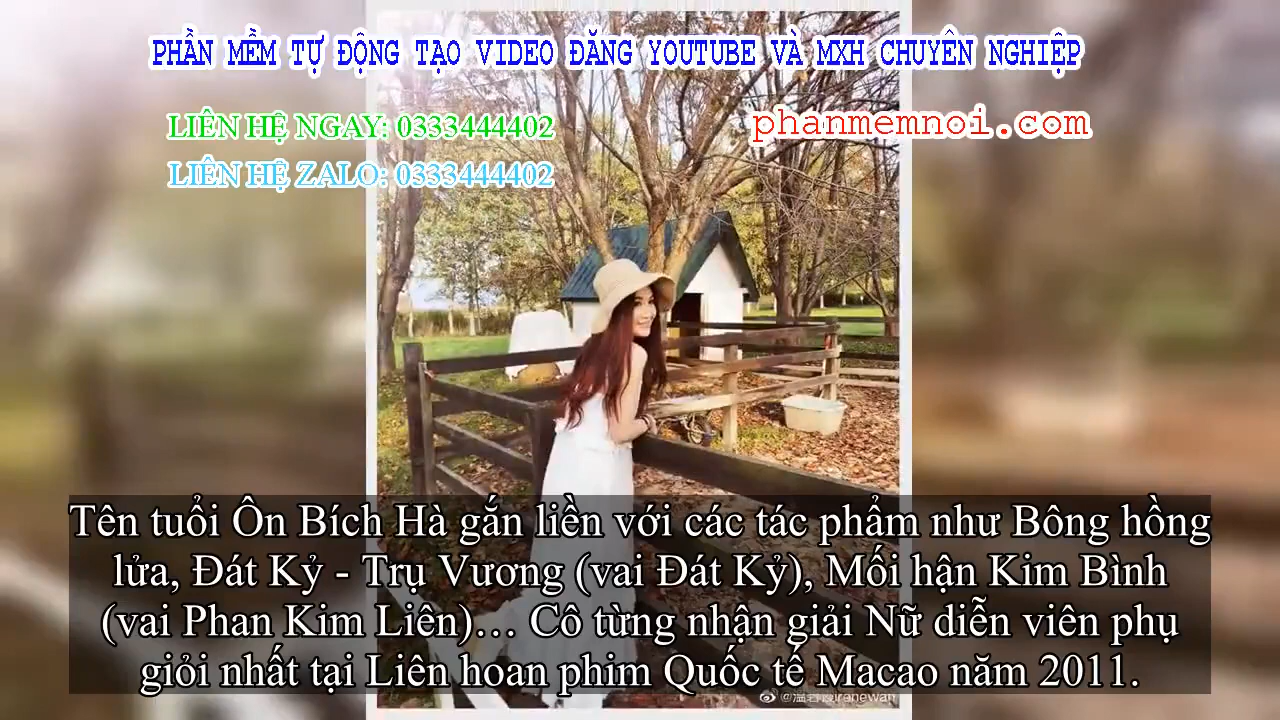 PHẦN MỀM TỰ ĐỘNG TẠO VIDEO ĐĂNG YOUTUBE VÀ MXH CHUYÊN NGHIỆP
LIÊN HỆ NGAY: 0333444402
phanmemnoi.com
LIÊN HỆ ZALO: 0333444402
Tên tuổi Ôn Bích Hà gắn liền với các tác phẩm như Bông hồng
lửa, Đát Kỷ - Trụ Vương (vai Đát Kỷ), Mối hận Kim Bình
(vai Phan Kim Liên)… Cô từng nhận giải Nữ diễn viên phụ
giỏi nhất tại Liên hoan phim Quốc tế Macao năm 2011.